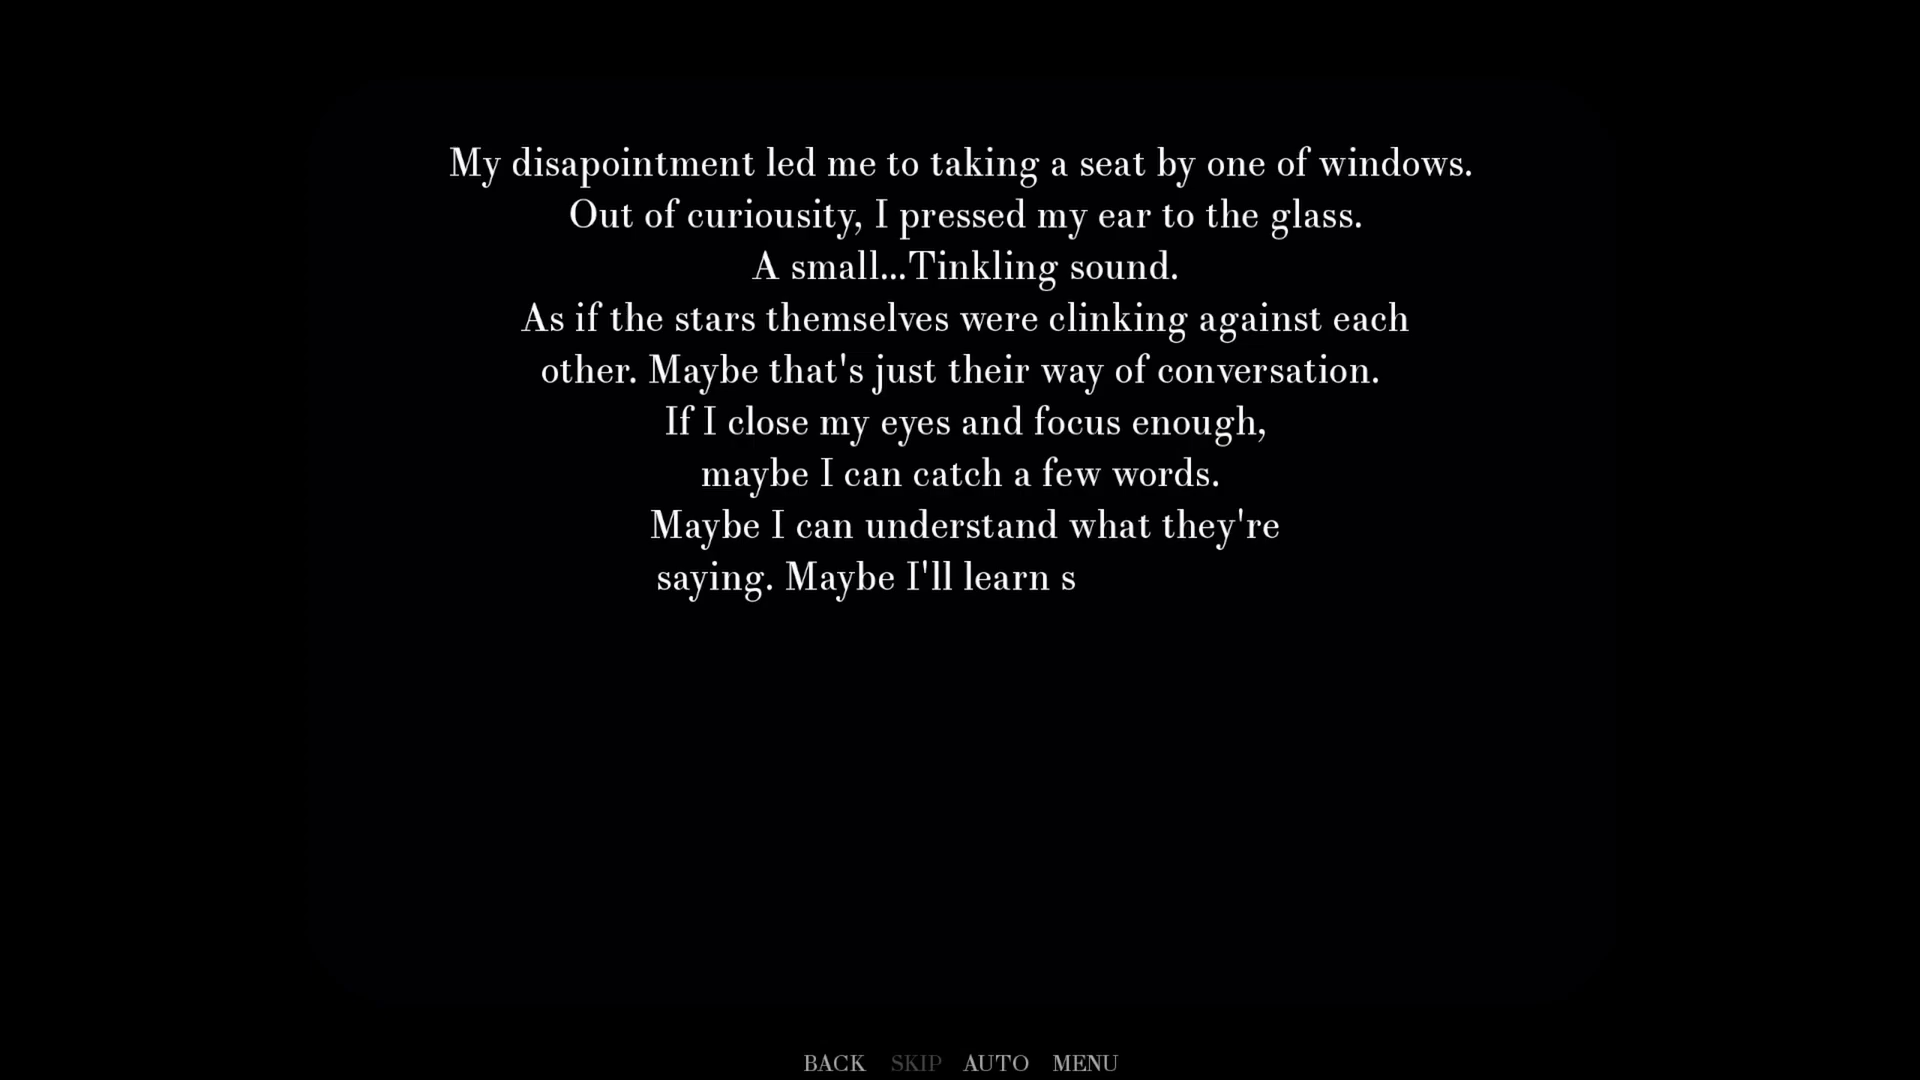 My disapointment led me to taking a seat by one of windows.
Out of curiousity, I pressed my ear to the glass.
A small...Tinkling sound.
As if the stars themselves were clinking against each
other. Maybe that's just their way of conversation.
If I close my eyes and focus enough,
maybe I can catch a few words.
Maybe I can understand what they're
saying. Maybe I'll learn s
BACK SKIP AUTO MENU